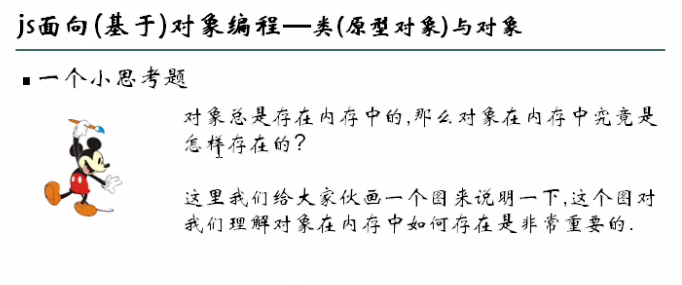 js面向(基于)对象编程—类(原型对象)与对象
■一个小思考题
对象总是存在内存中的,那么对象在内存中究竟是
怎样存在的?
这里我们给大家伙画一个图来说明一下,这个图对
我们理解对象在内存中如何存在是非常重要的.